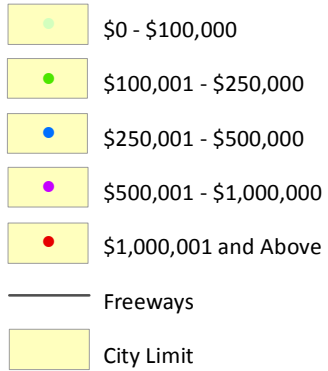 $0 - $100,000
$100,001 - $250,000
$250,001 - $500,000
$500,001 - $1,000,000
$1,000,001 and Above
Freeways
City Limit